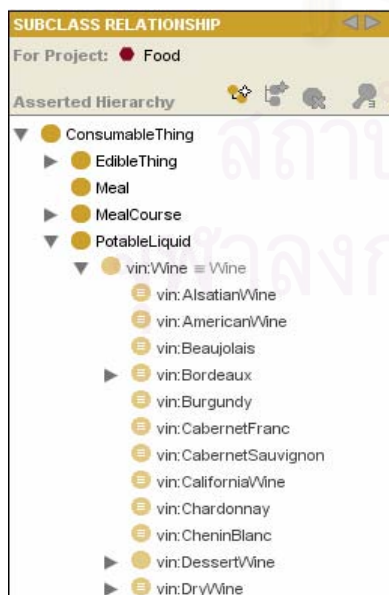 SUBCLASS RELATIONSHIP
For Project: Food
Asserted Hierarchy
ConsumableThing
EdibleThing
Meal
MealCourse
PotableLiquid
vin:Wine ≡ Wine
vin:AlsatianWine
vin:AmericanWine
vin:Beaujolais
vin:Bordeaux
vin:Burgundy
vin:CabernetFranc
vin:CabernetSauvignon
vin:CaliforniaWine
vin:Chardonnay
vin:CheninBlanc
vin:DessertWine
vin:DryWine